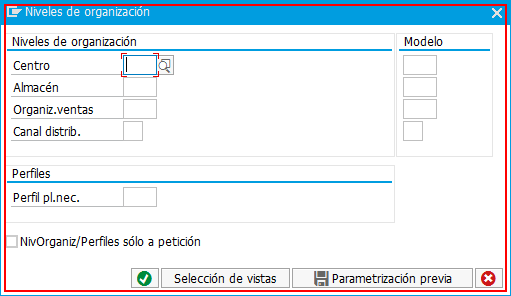 Niveles de organización
Niveles de organización
Modelo
Centro
Almacén
Organiz.ventas
Canal distrib.
Perfiles
Perfil pl.nec.
NivOrganiz/Perfiles sólo a petición
Selección de vistas
Parametrización previa